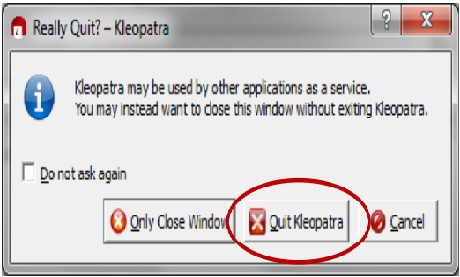 Really Quit? – Kleopatra
Kleopatra may be used by other applications as a service.
You may instead want to close this window without exiting Kleopatra.
Do not ask again
Only Close Window Quit Kleopatra Cancel